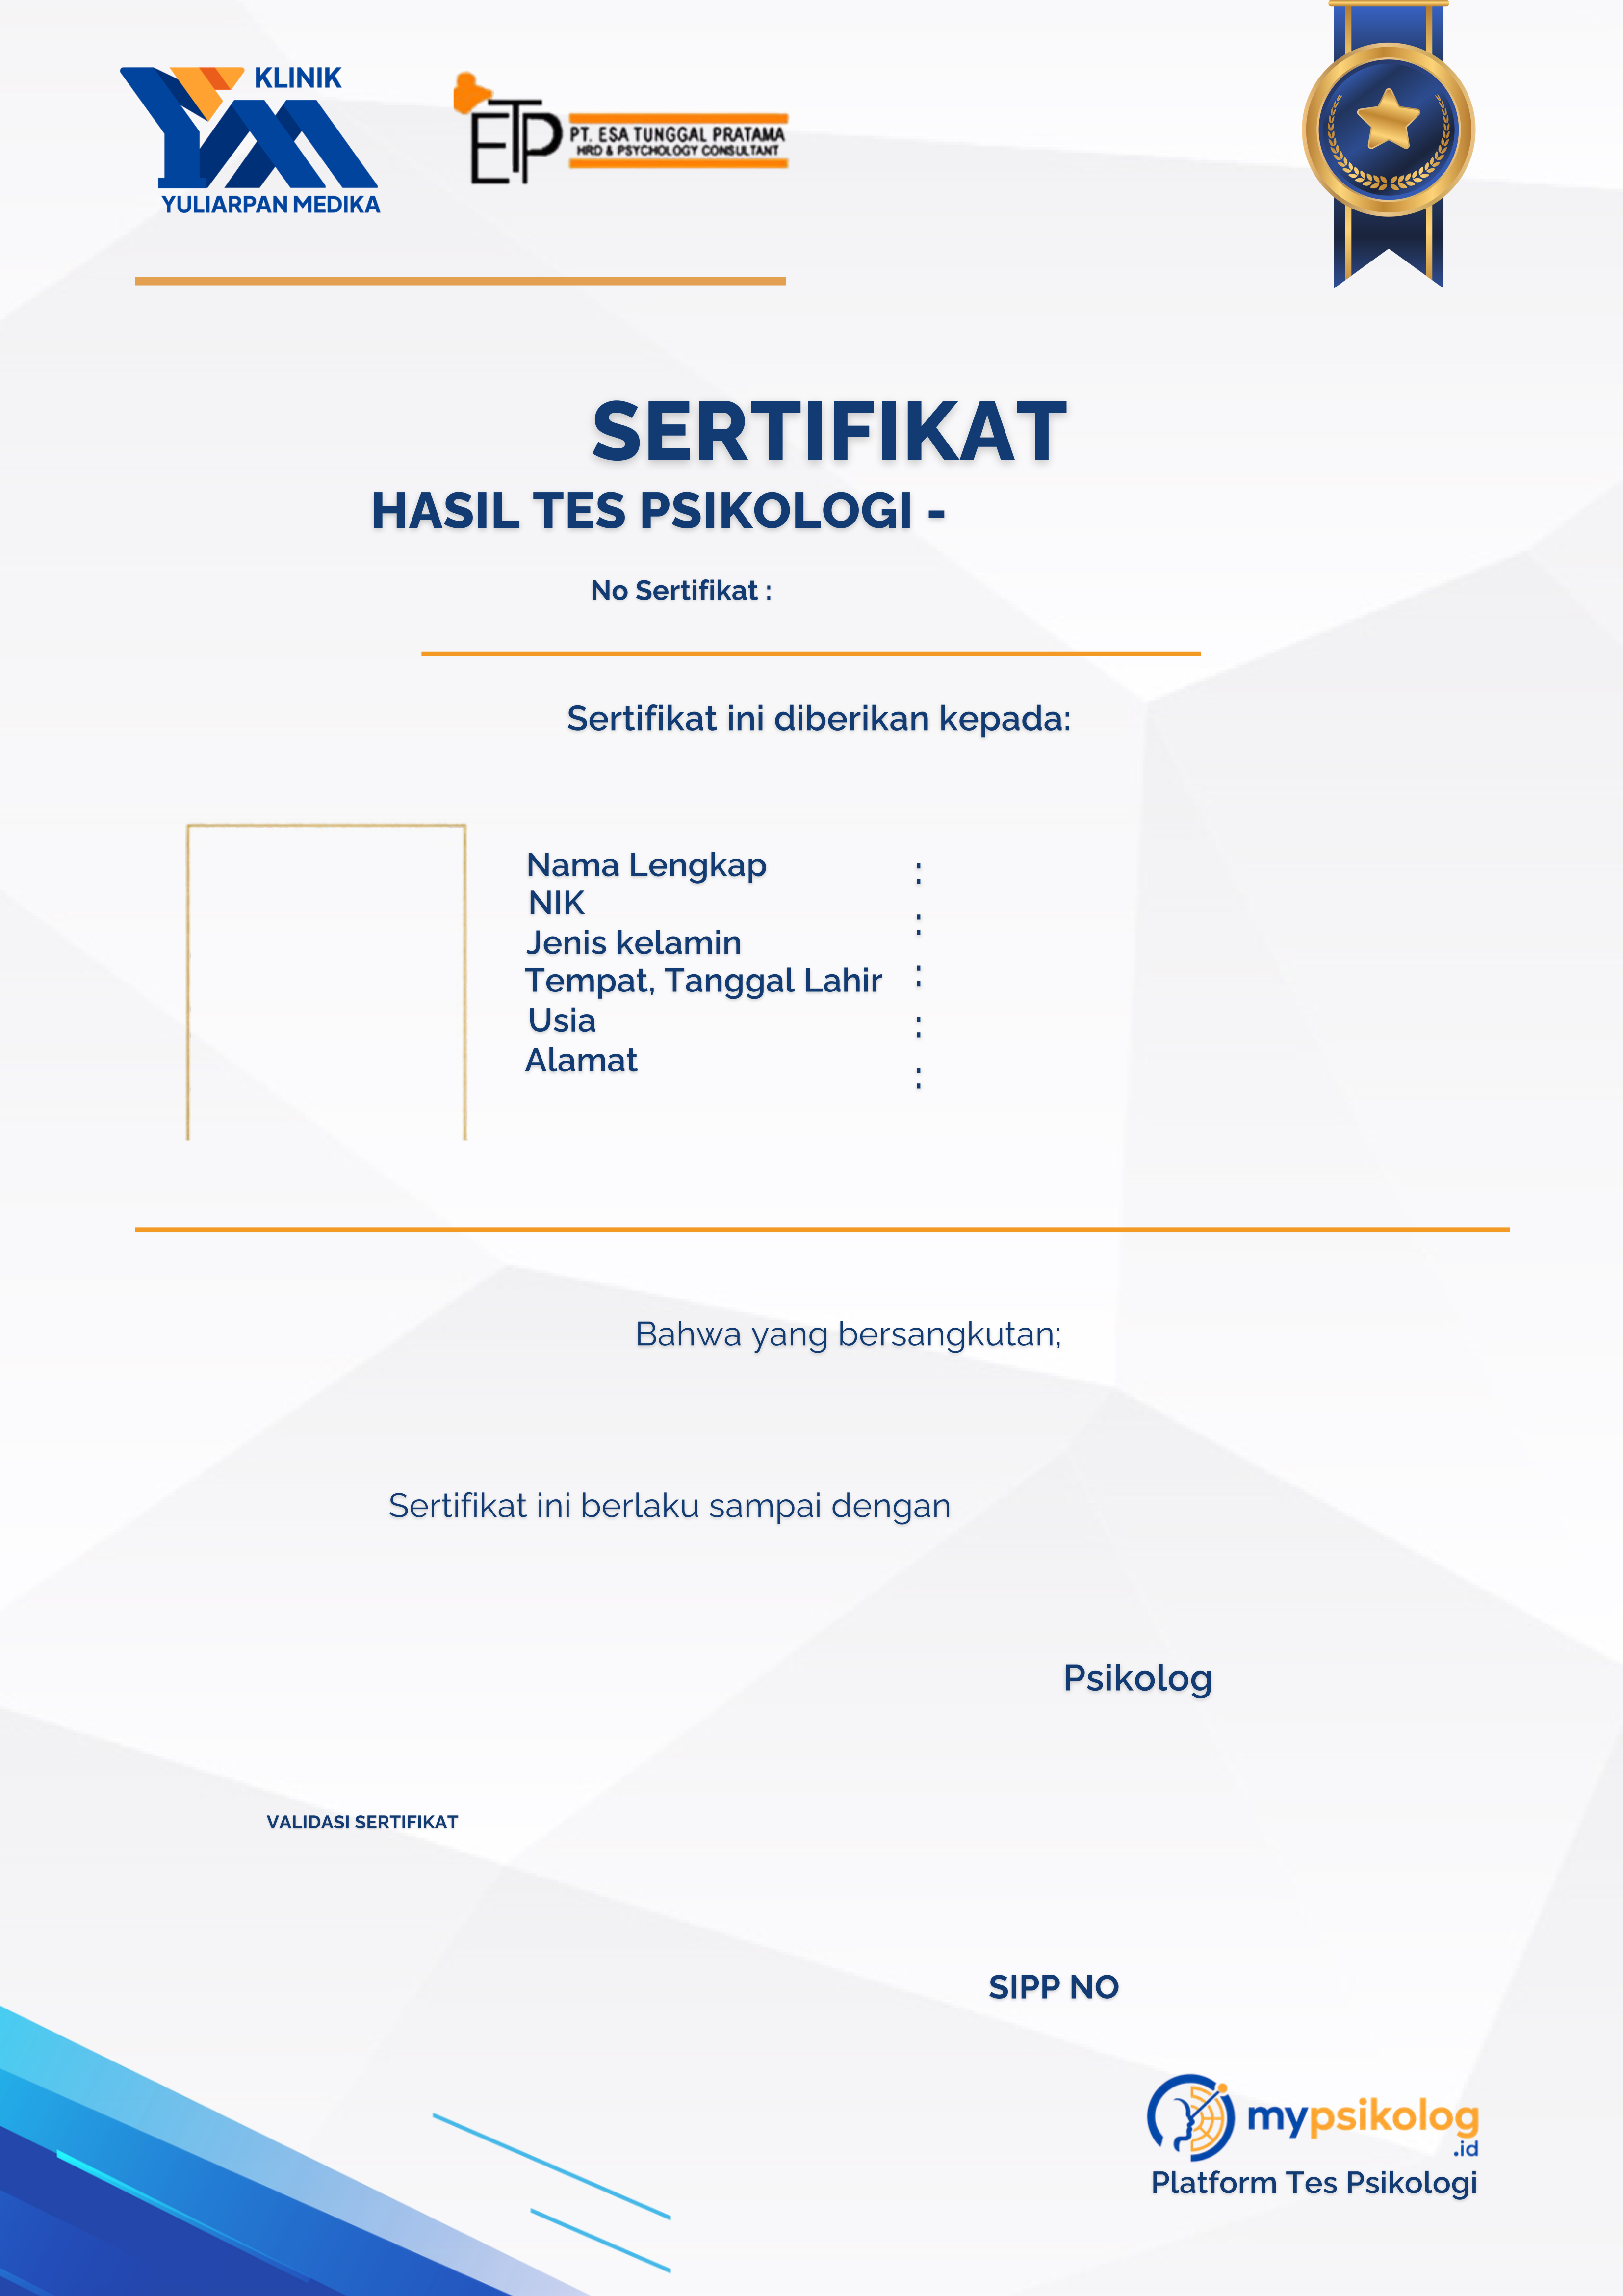 KLINIK
YULIARPAN MEDIKA
ETP
PT. ESA TUNGGAL PRATAMA
HRD & PSYCHOLOGY CONSULTANT
SERTIFIKAT
HASIL TES PSIKOLOGI -
No Sertifikat :
Sertifikat ini diberikan kepada:
Nama Lengkap :
NIK :
Jenis kelamin :
Tempat, Tanggal Lahir :
Usia :
Alamat
Bahwa yang bersangkutan;
Sertifikat ini berlaku sampai dengan
Psikolog
VALIDASI SERTIFIKAT
SIPP NO
mypsikolog
.id
Platform Tes Psikologi